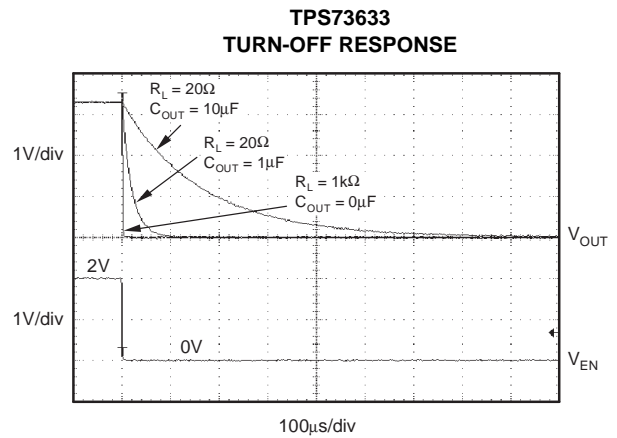 TPS73633
TURN-OFF RESPONSE
R_L = 20Ω
C_OUT = 10μF
R_L = 20Ω
C_OUT = 1μF
1V/div
R_L = 1kΩ
C_OUT = 0μF
V_OUT
2V
1V/div
0V
V_EN
100μs/div